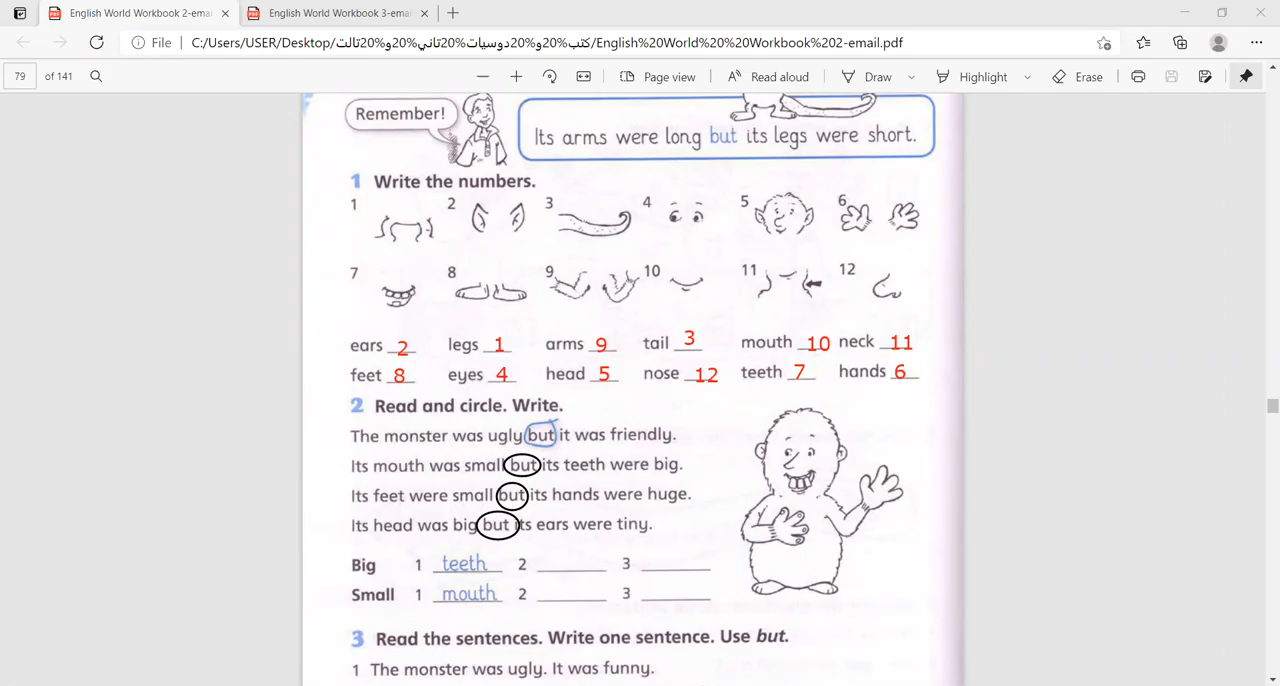 English World Workbook 2-email
English World Workbook 3-emai
File
C:/Users/USER/Desktop/كتب%20و%20دوسيات%20تاني%20و%20تالت/English%20World%20%20Workbook%202-email.pdf
79 of 141
Page view
Read aloud
Draw
Highlight
Erase
Remember!
Its arms were long but its legs were short.
1 Write the numbers.
1 2 3 4 5 6
7 8 9 10 11 12
ears 2 legs 1 arms 9 tail 3 mouth 10 neck 11
feet 8 eyes 4 head 5 nose 12 teeth 7 hands 6
2 Read and circle. Write.
The monster was ugly but it was friendly.
Its mouth was small but its teeth were big.
Its feet were small but its hands were huge.
Its head was big but its ears were tiny.
Big 1 teeth 2 ______ 3 ______
Small 1 mouth 2 ______ 3 ______
3 Read the sentences. Write one sentence. Use but.
1 The monster was ugly. It was funny.